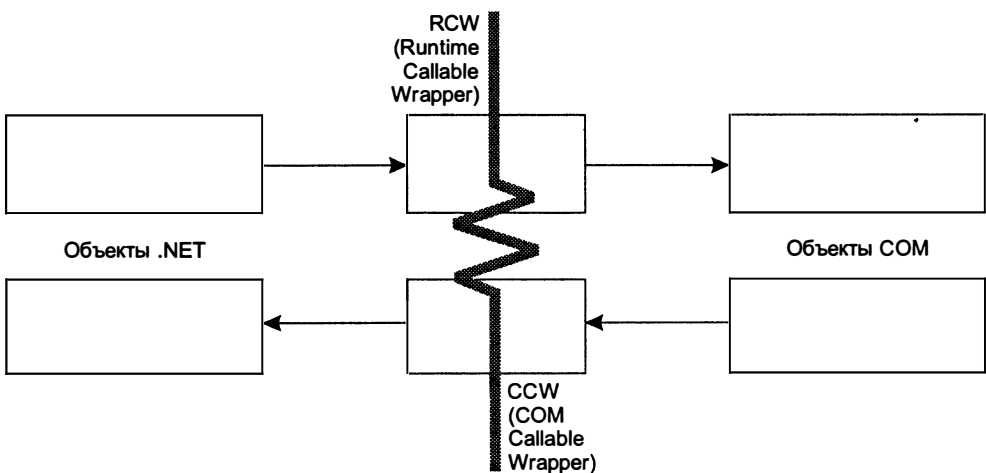 RCW
(Runtime
Callable
Wrapper)
Объекты .NET
Объекты COM
CCW
(COM
Callable
Wrapper)